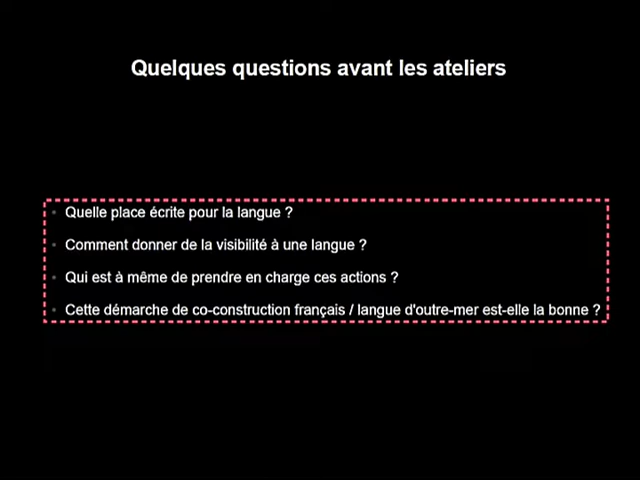 Quelques questions avant les ateliers
Quelle place écrite pour la langue ?
Comment donner de la visibilité à une langue ?
Qui est à même de prendre en charge ces actions ?
Cette démarche de co-construction français / langue d'outre-mer est-elle la bonne ?